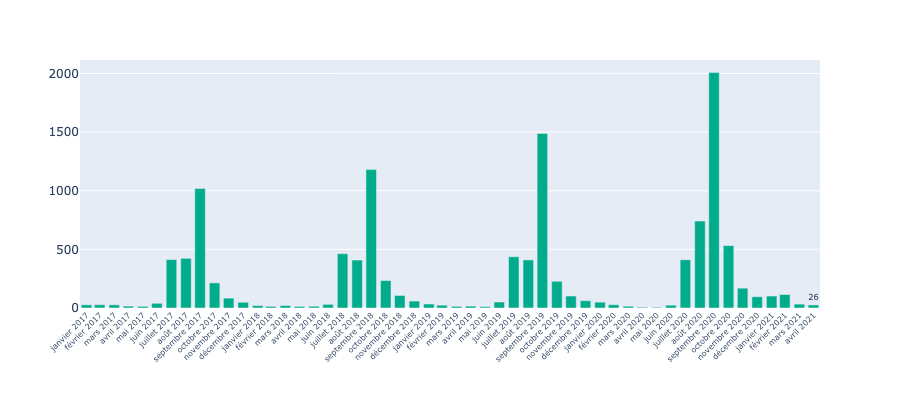 2000
1500
1000
500
0
26
janvier 2017
février 2017
mars 2017
avril 2017
mai 2017
juin 2017
juillet 2017
août 2017
septembre 2017
octobre 2017
novembre 2017
décembre 2017
janvier 2018
février 2018
mars 2018
avril 2018
mai 2018
juin 2018
juillet 2018
août 2018
septembre 2018
octobre 2018
novembre 2018
décembre 2018
janvier 2019
février 2019
mars 2019
avril 2019
mai 2019
juin 2019
juillet 2019
août 2019
septembre 2019
octobre 2019
novembre 2019
décembre 2019
janvier 2020
février 2020
mars 2020
avril 2020
mai 2020
juin 2020
juillet 2020
août 2020
septembre 2020
octobre 2020
novembre 2020
décembre 2020
janvier 2021
février 2021
mars 2021
avril 2021